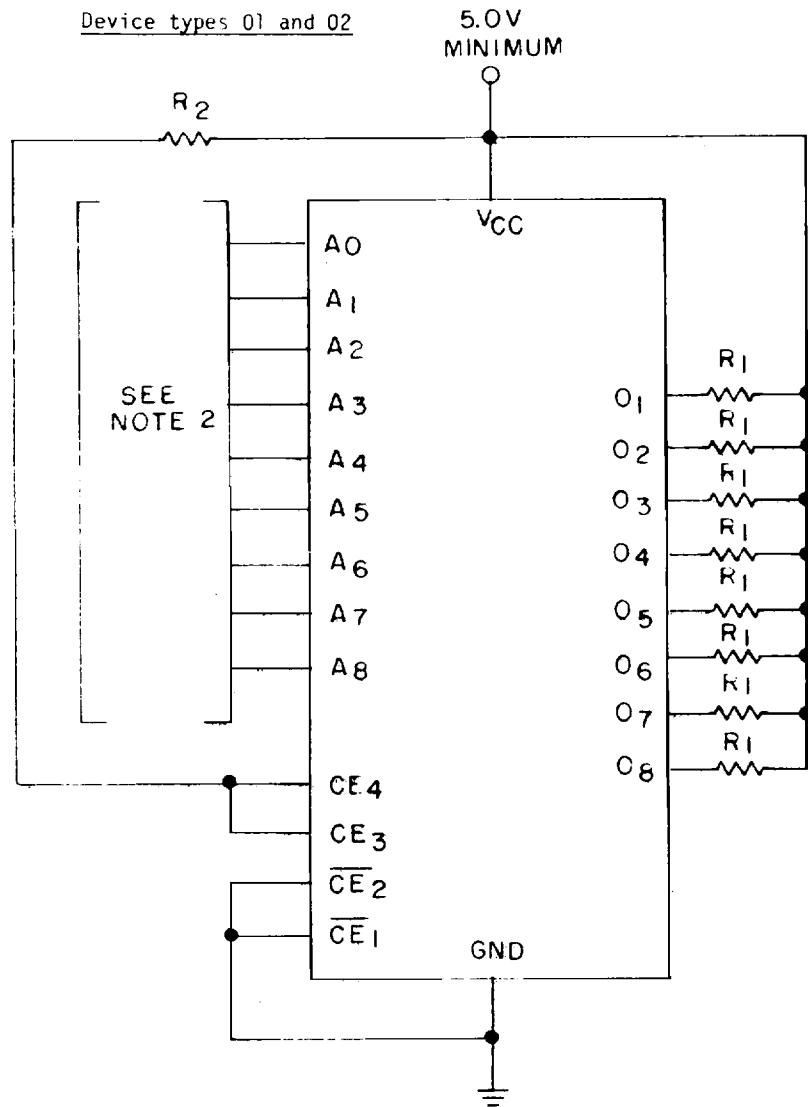 Device types 01 and 02
5.0V
MINIMUM
R2
VCC
A0
A1
A2
A3
A4
A5
A6
A7
A8
SEE
NOTE 2
R1
O1
R1
O2
R1
O3
R1
O4
R1
O5
R1
O6
R1
O7
R1
O8
CE4
CE3
C̅E̅2
C̅E̅1
GND